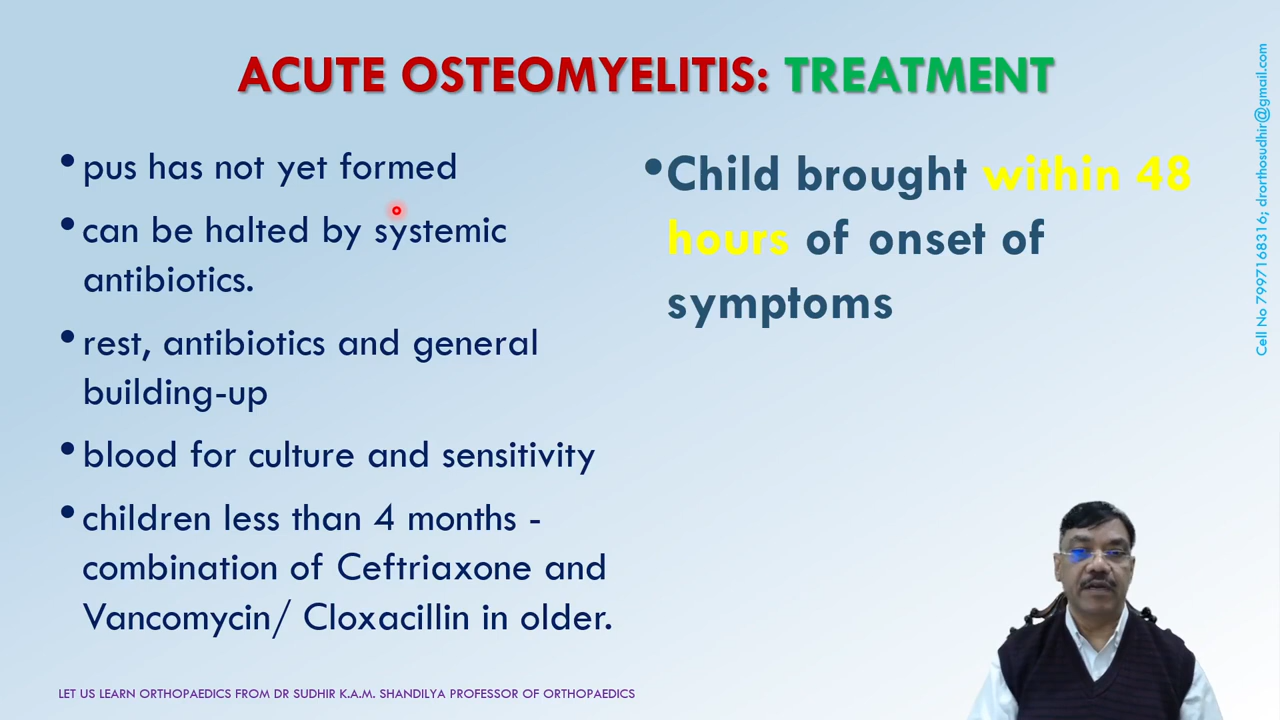 ACUTE OSTEOMYELITIS: TREATMENT
• pus has not yet formed
• can be halted by systemic
antibiotics.
• rest, antibiotics and general
building-up
• blood for culture and sensitivity
• children less than 4 months -
combination of Ceftriaxone and
Vancomycin/ Cloxacillin in older.
• Child brought within 48
hours of onset of
symptoms
Cell No 7997168316; drorthosudhir@gmail.com
LET US LEARN ORTHOPAEDICS FROM DR SUDHIR K.A.M. SHANDILYA PROFESSOR OF ORTHOPAEDICS